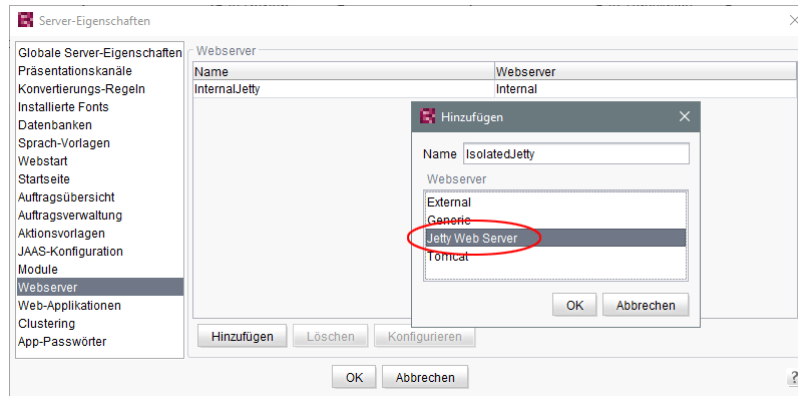 Server-Eigenschaften
Globale Server-Eigenschaften
Präsentationskanäle
Konvertierungs-Regeln
Installierte Fonts
Datenbanken
Sprach-Vorlagen
Webstart
Startseite
Auftragsübersicht
Auftragsverwaltung
Aktionsvorlagen
JAAS-Konfiguration
Module
Webserver
Web-Applikationen
Clustering
App-Passwörter
Webserver
Name Webserver
InternalJetty Internal
Hinzufügen
Name IsolatedJetty
Webserver
External
Generic
Jetty Web Server
Tomcat
OK Abbrechen
Hinzufügen Löschen Konfigurieren
OK Abbrechen ?